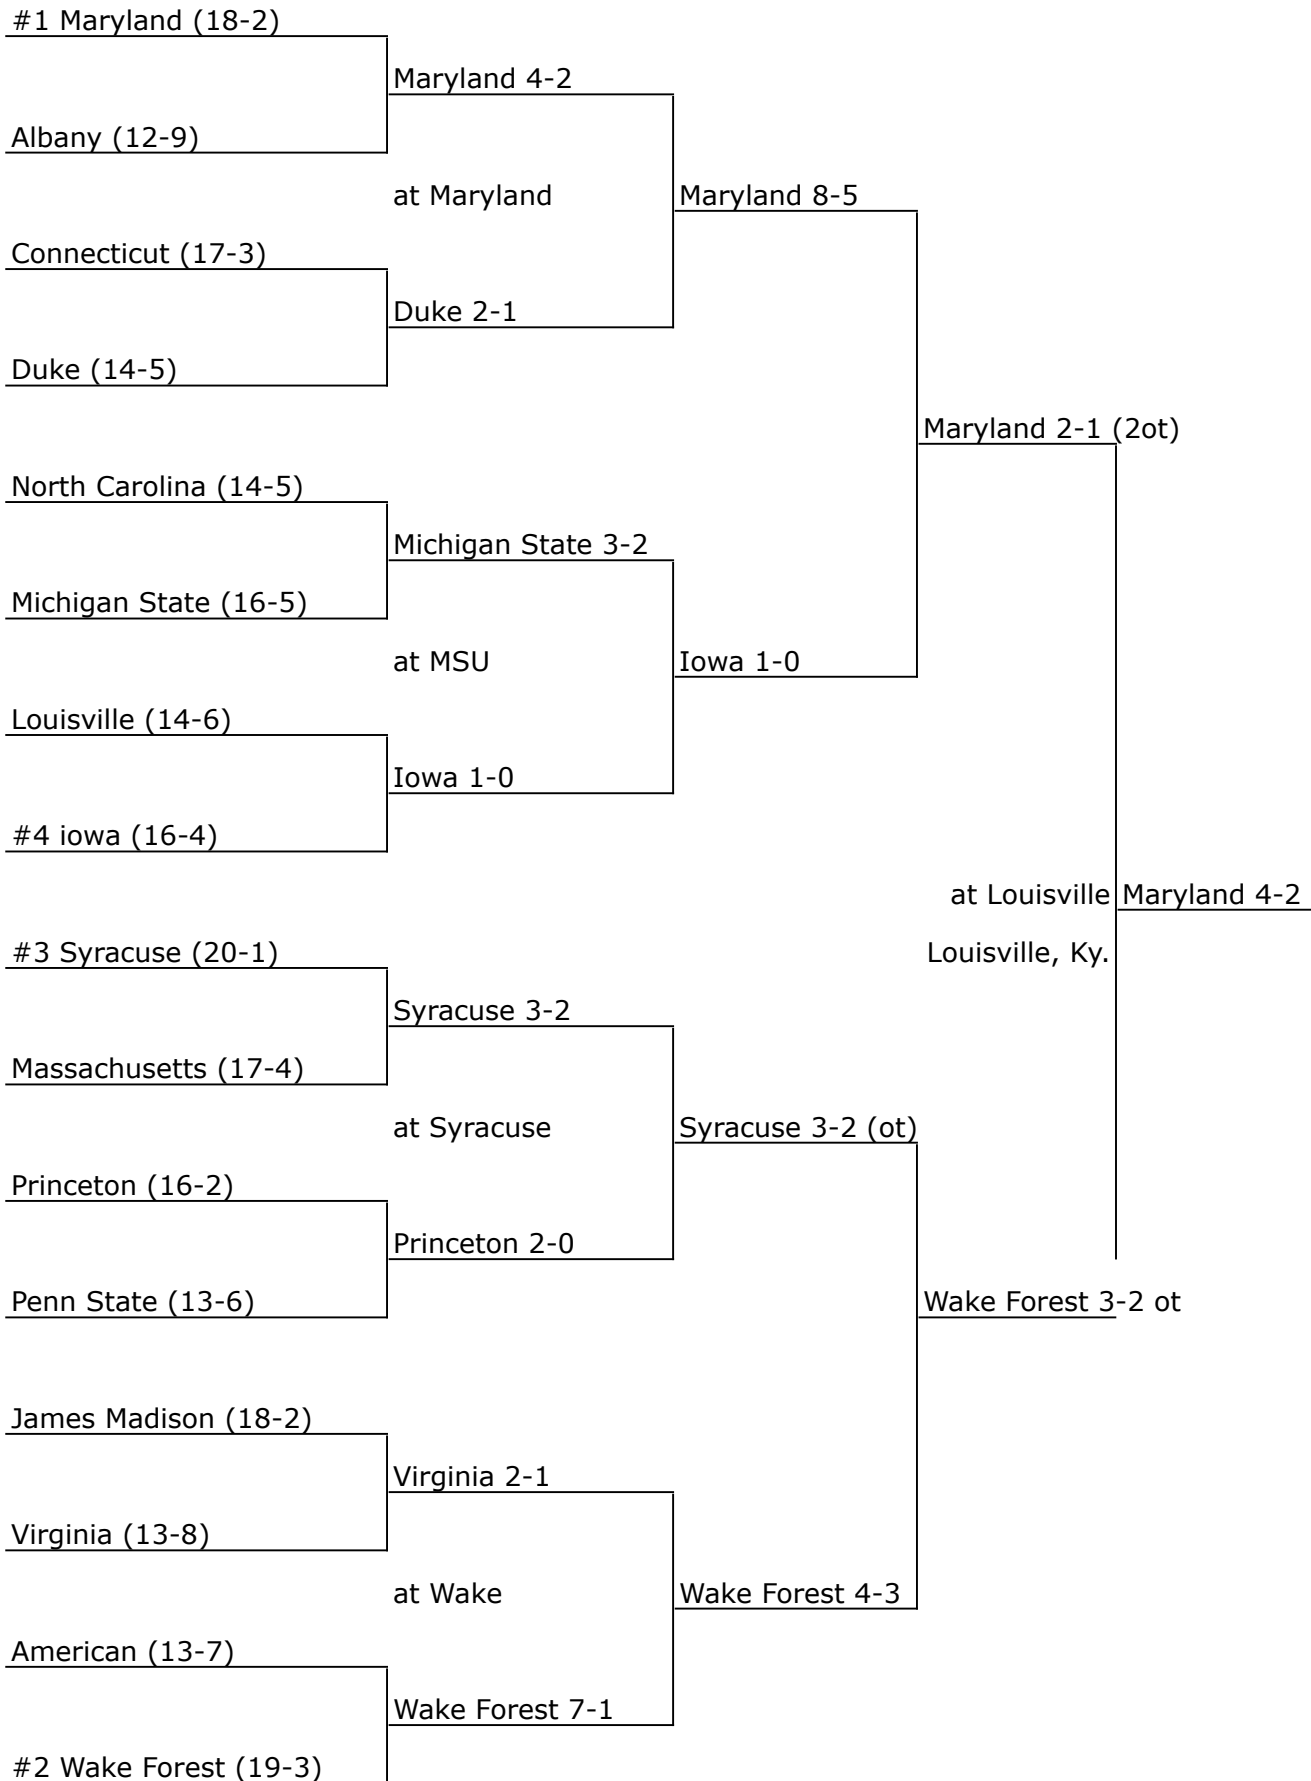 #1 Maryland (18-2)
Maryland 4-2
Albany (12-9)
at Maryland
Maryland 8-5
Connecticut (17-3)
Duke 2-1
Duke (14-5)
Maryland 2-1 (2ot)
North Carolina (14-5)
Michigan State 3-2
Michigan State (16-5)
at MSU
Iowa 1-0
Louisville (14-6)
Iowa 1-0
#4 iowa (16-4)
at Louisville
Maryland 4-2
#3 Syracuse (20-1)
Louisville, Ky.
Syracuse 3-2
Massachusetts (17-4)
at Syracuse
Syracuse 3-2 (ot)
Princeton (16-2)
Princeton 2-0
Penn State (13-6)
Wake Forest 3-2 ot
James Madison (18-2)
Virginia 2-1
Virginia (13-8)
at Wake
Wake Forest 4-3
American (13-7)
Wake Forest 7-1
#2 Wake Forest (19-3)